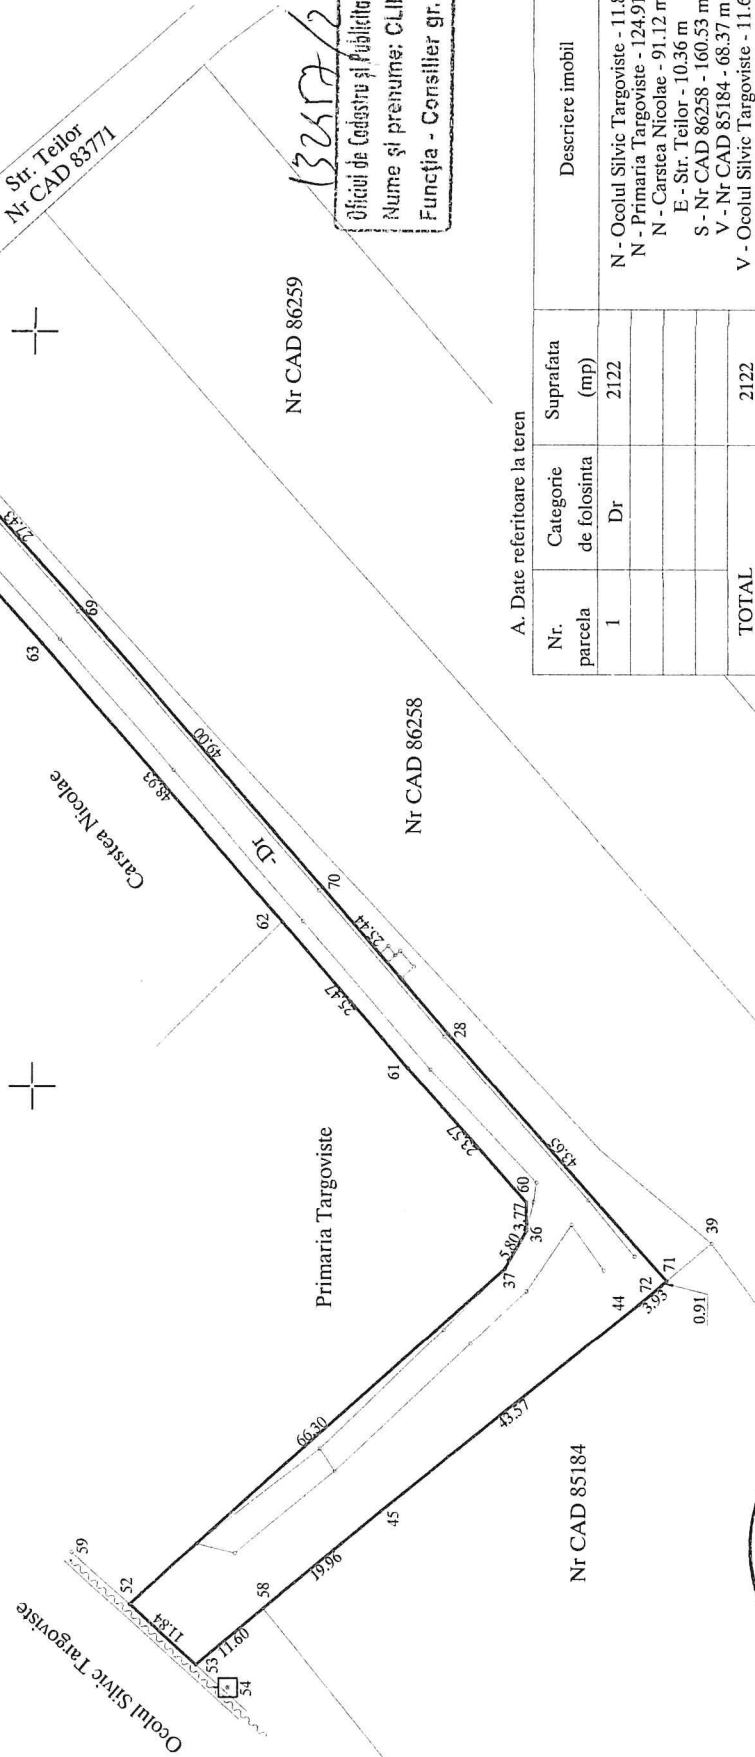 Str. Teilor
Nr CAD 83771
Oficiul de Cadastru și Publicita
Nume și prenume: CLI
Funcția - Consilier gr.
Nr CAD 86259
27.43
63
69
Carstea Nicolae
48.93
49.00
-Dr
Nr CAD 86258
62
70
25.44
25.47
28
61
Primaria Targoviste
23.57
43.65
60
3.77
36
5.80
37
39
71
72
44
3.93
0.91
66.30
43.57
45
Nr CAD 85184
59
52
58
19.96
11.84
11.60
53
54
Ocolul Silvic Targoviste
A. Date referitoare la teren
Nr. parcela Categorie de folosinta Suprafata (mp) Descriere imobil
1 Dr 2122
N - Ocolul Silvic Targoviste - 11.8
N - Primaria Targoviste - 124.91
N - Carstea Nicolae - 91.12 m
E - Str. Teilor - 10.36 m
S - Nr CAD 86258 - 160.53 m
V - Nr CAD 85184 - 68.37 m
V - Ocolul Silvic Targoviste - 11.6
TOTAL 2122